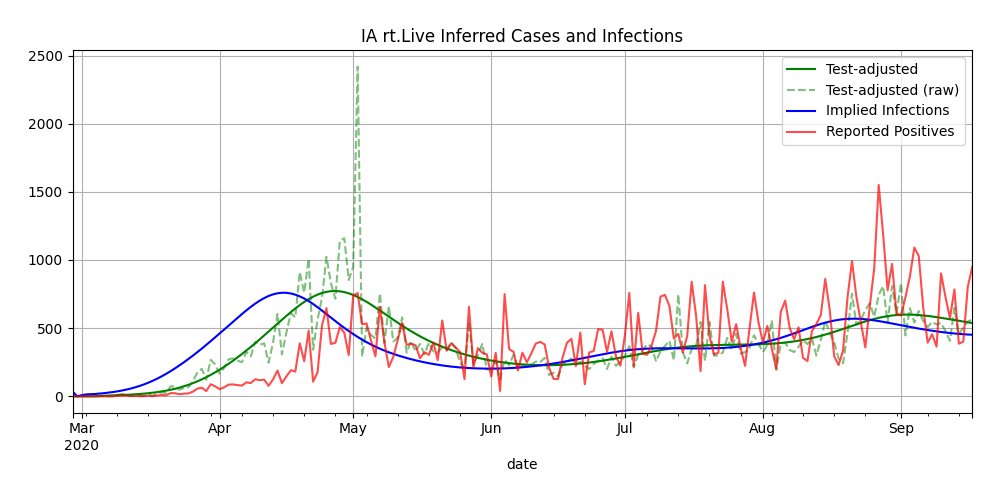 IA rt.Live Inferred Cases and Infections
2500
2000
1500
1000
500
0
Test-adjusted
Test-adjusted (raw)
Implied Infections
Reported Positives
Mar Apr May Jun Jul Aug Sep
2020
date